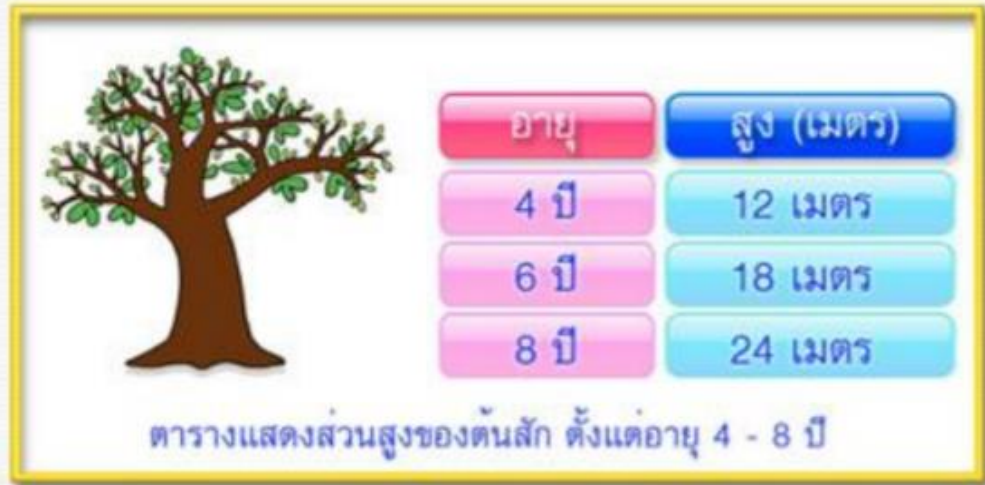 อายุ สูง (เมตร)
4 ปี 12 เมตร
6 ปี 18 เมตร
8 ปี 24 เมตร
ตารางแสดงส่วนสูงของต้นสัก ตั้งแต่อายุ 4 - 8 ปี